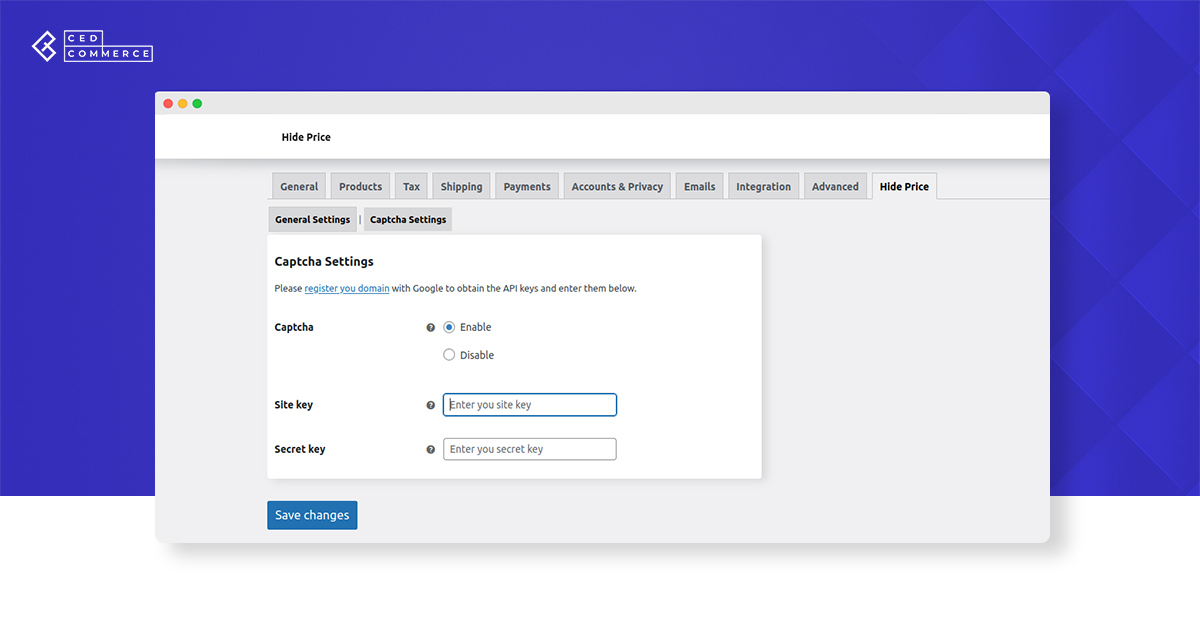 CED
COMMERCE
Hide Price
General Products Tax Shipping Payments Accounts & Privacy Emails Integration Advanced Hide Price
General Settings | Captcha Settings
Captcha Settings
Please register you domain with Google to obtain the API keys and enter them below.
Captcha ? Enable
Disable
Site key ? Enter you site key
Secret key ? Enter you secret key
Save changes